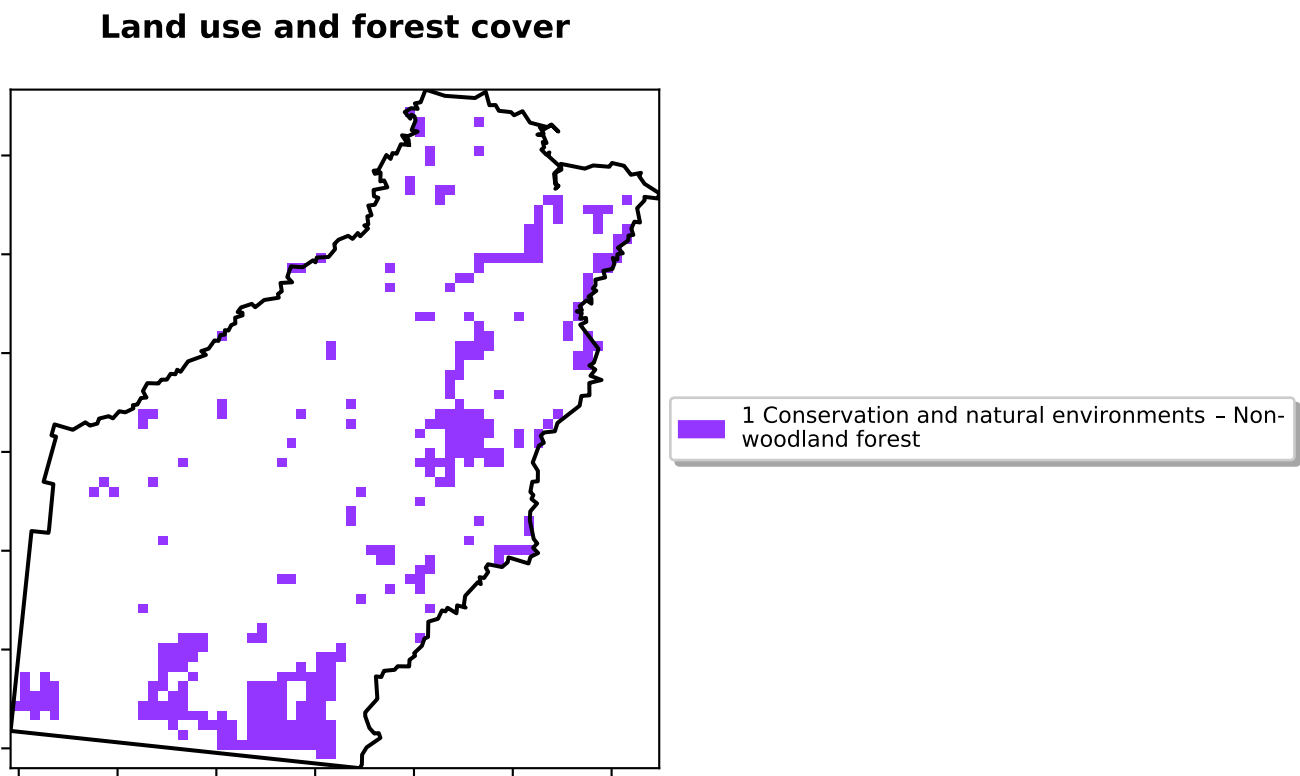 Land use and forest cover
1 Conservation and natural environments – Non-
woodland forest